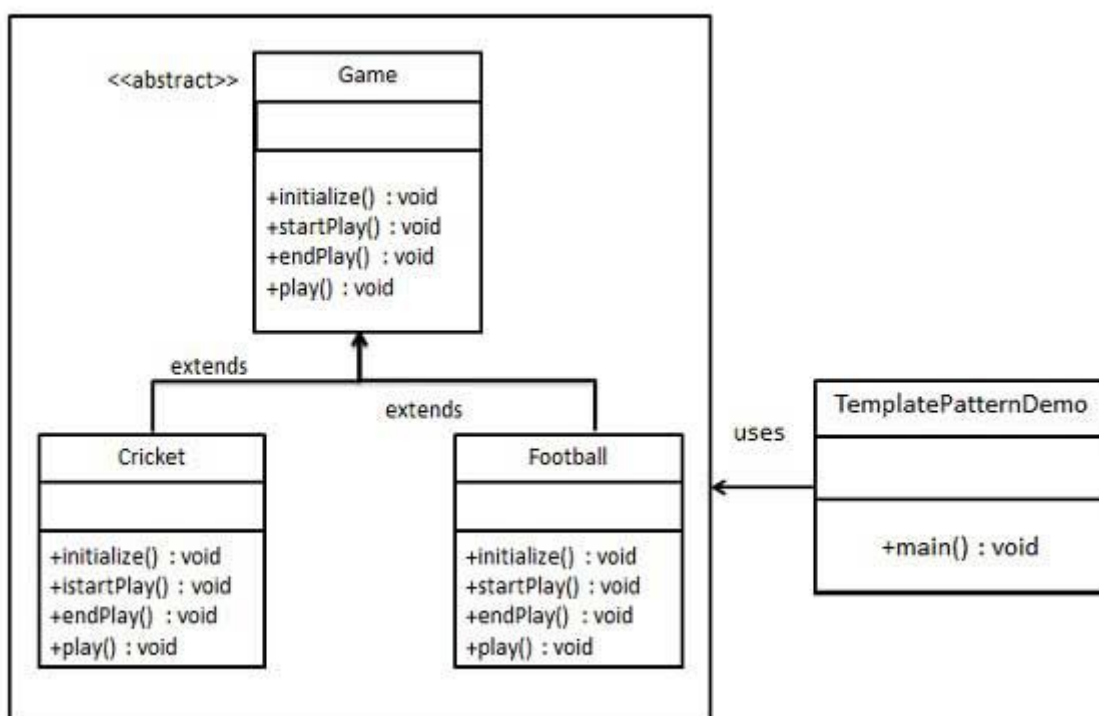 <<abstract>>
Game
+initialize() : void
+startPlay() : void
+endPlay() : void
+play() : void
extends
extends
Cricket
+initialize() : void
+istartPlay() : void
+endPlay() : void
+play() : void
Football
+initialize() : void
+startPlay() : void
+endPlay() : void
+play() : void
uses
TemplatePatternDemo
+main() : void